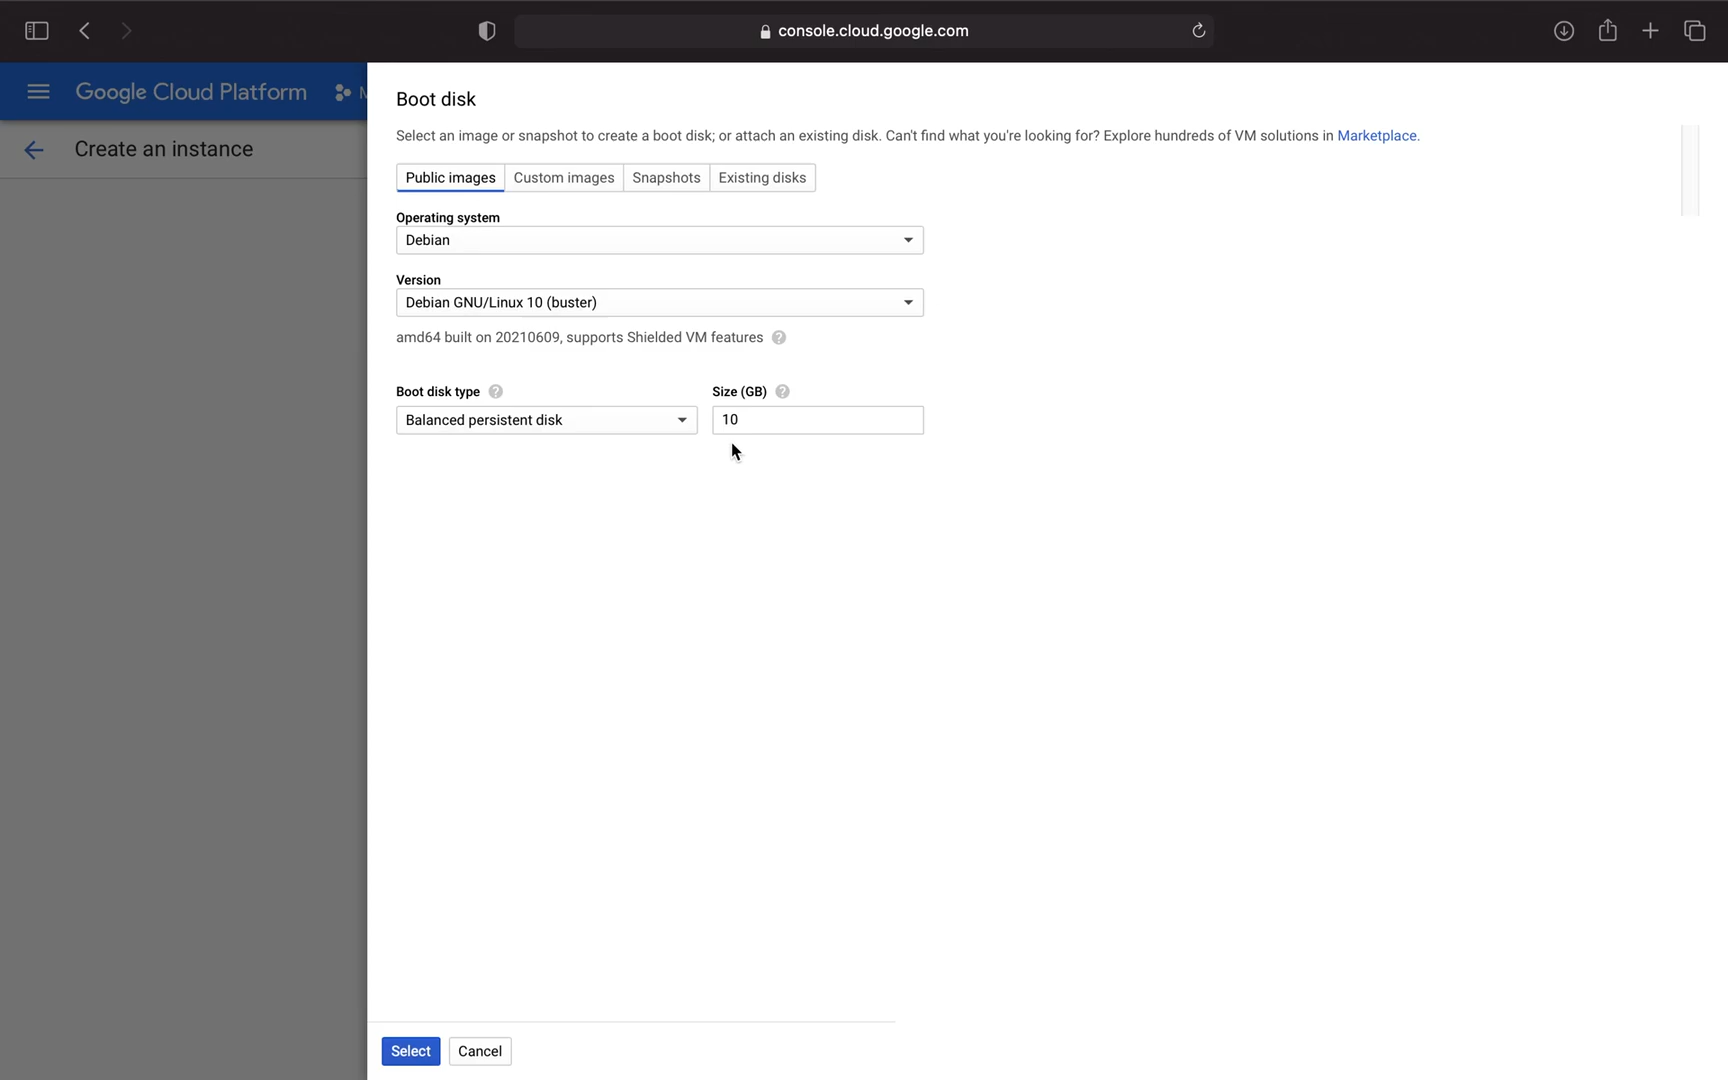 console.cloud.google.com
Google Cloud Platform
Create an instance
Boot disk
Select an image or snapshot to create a boot disk; or attach an existing disk. Can't find what you're looking for? Explore hundreds of VM solutions in Marketplace.
Public images Custom images Snapshots Existing disks
Operating system
Debian
Version
Debian GNU/Linux 10 (buster)
amd64 built on 20210609, supports Shielded VM features ?
Boot disk type ? Size (GB) ?
Balanced persistent disk 10
Select Cancel